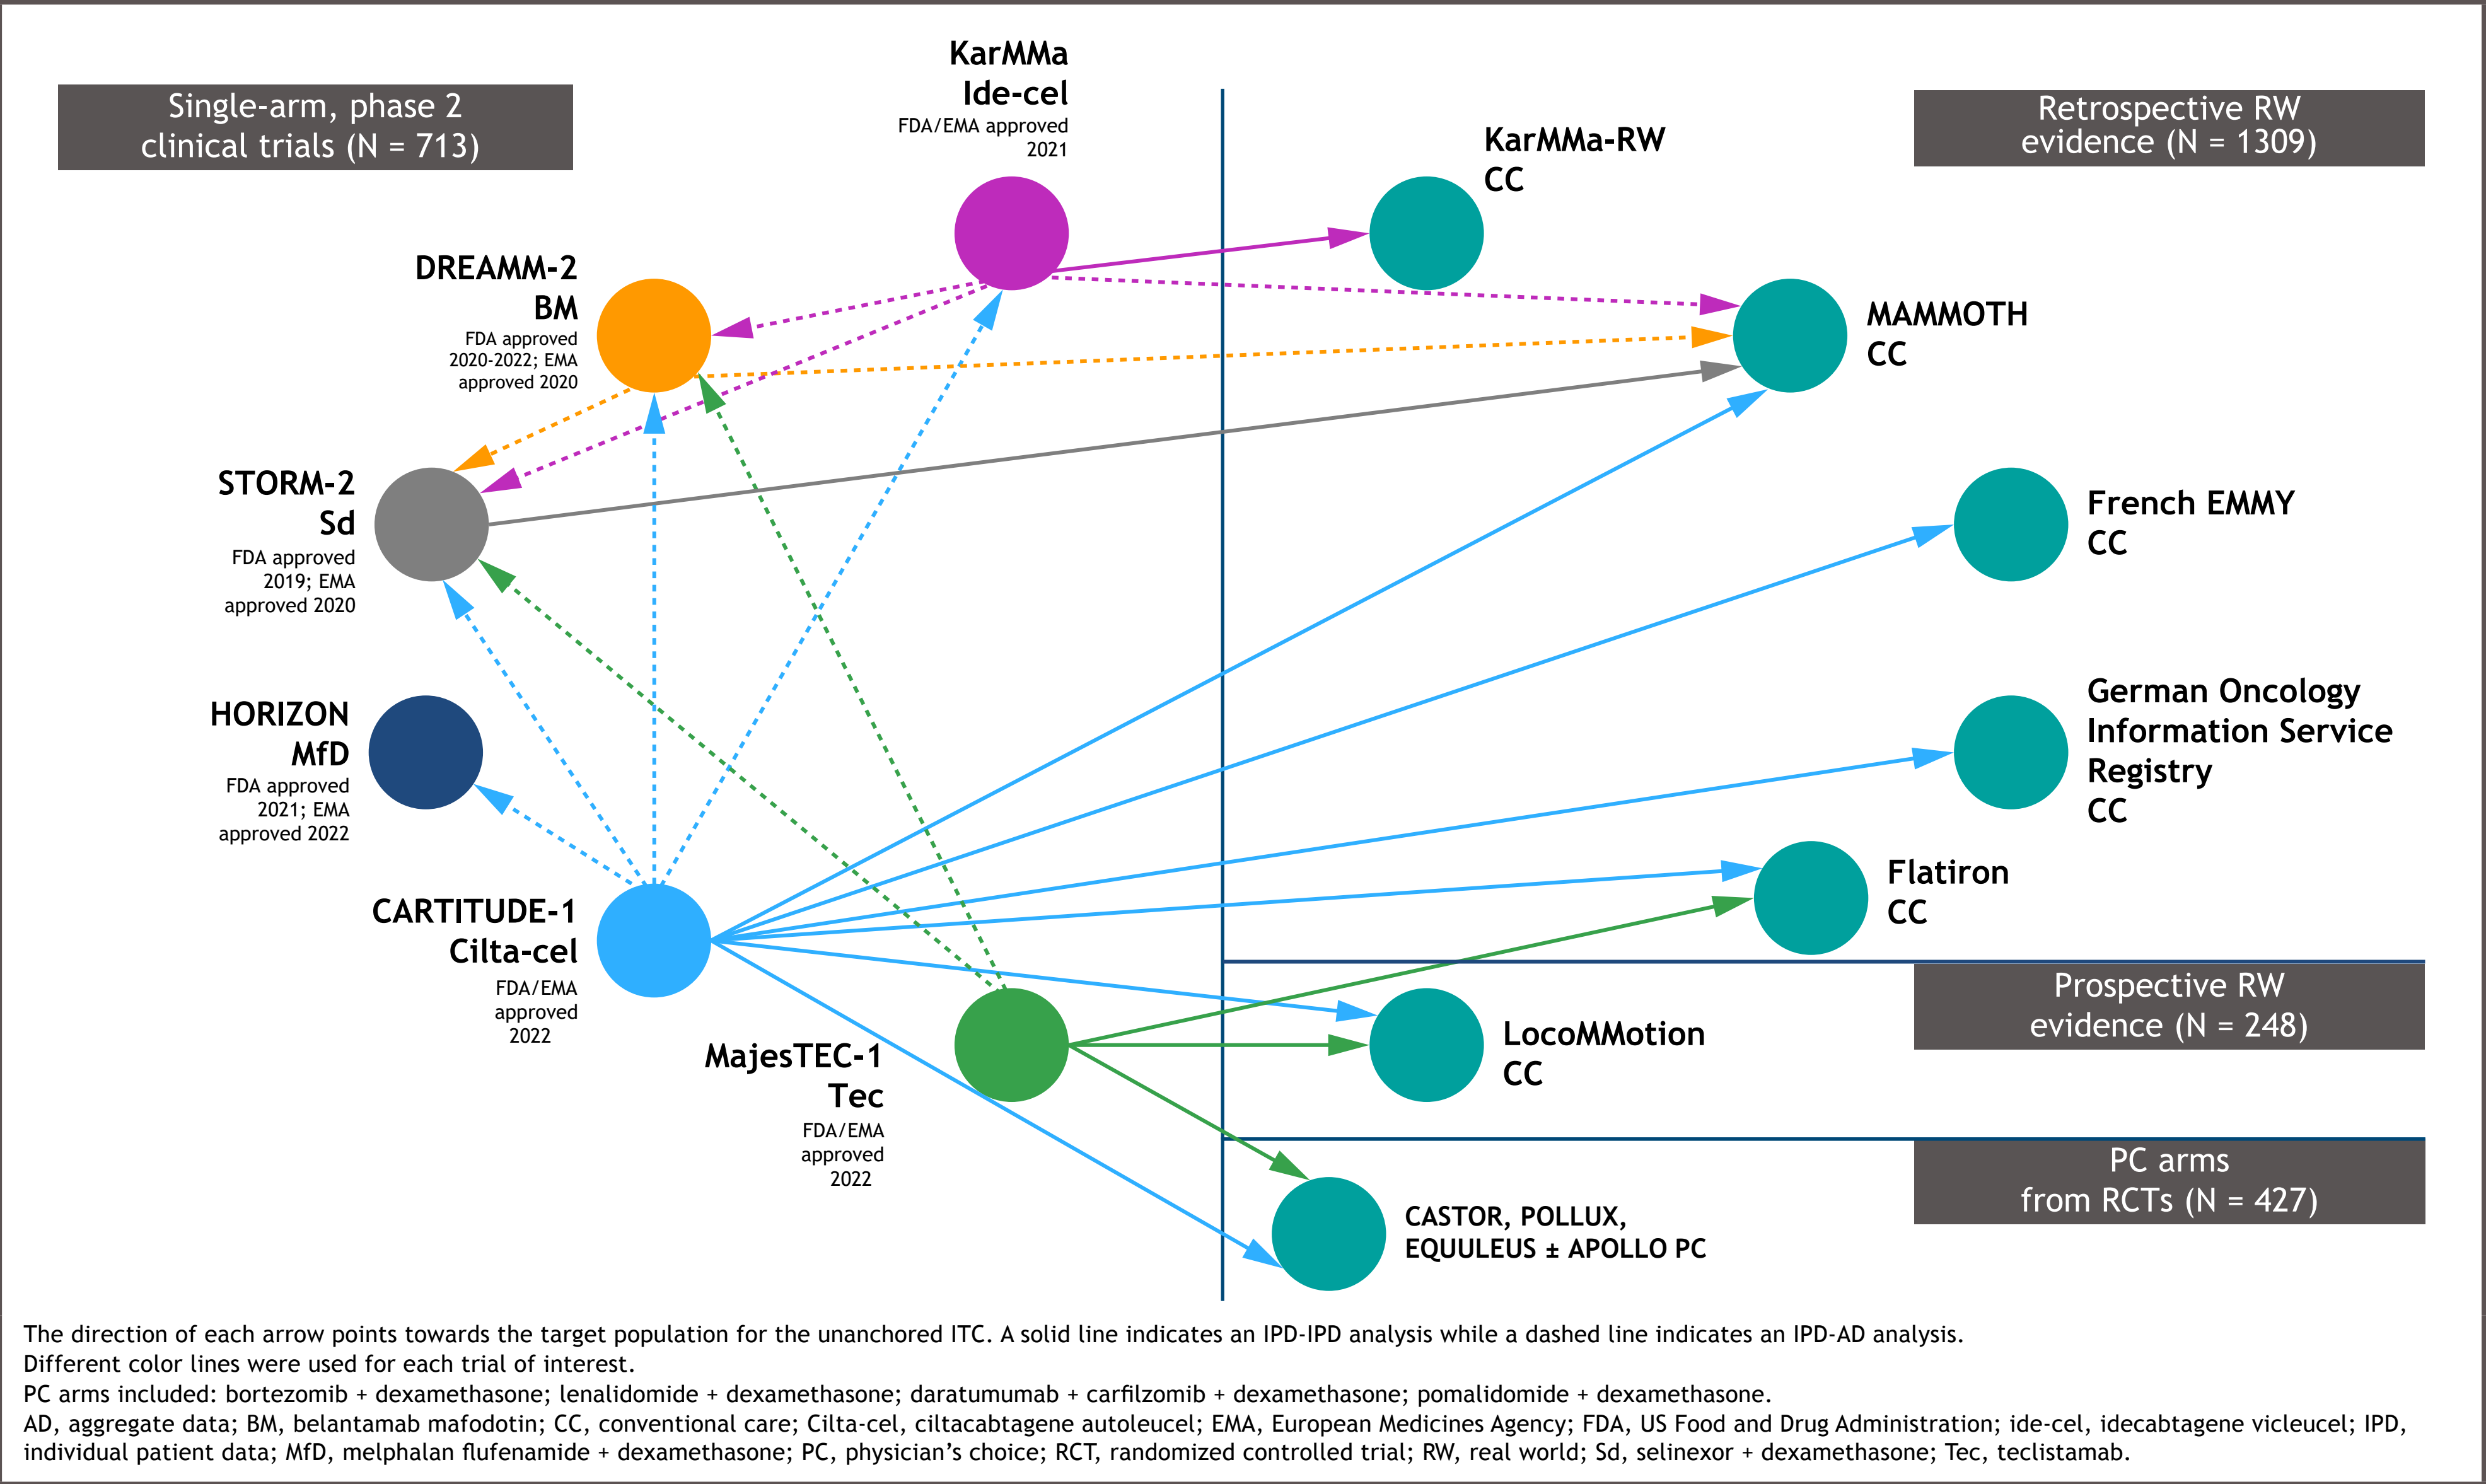 Single-arm, phase 2
clinical trials (N = 713)
KarMMa
Ide-cel
FDA/EMA approved
2021
KarMMa-RW
CC
Retrospective RW
evidence (N = 1309)
DREAMM-2
BM
FDA approved
2020-2022; EMA
approved 2020
MAMMOTH
CC
STORM-2
Sd
FDA approved
2019; EMA
approved 2020
French EMMY
CC
HORIZON
MfD
FDA approved
2021; EMA
approved 2022
German Oncology
Information Service
Registry
CC
CARTITUDE-1
Cilta-cel
FDA/EMA
approved
2022
Flatiron
CC
Prospective RW
evidence (N = 248)
MajesTEC-1
Tec
FDA/EMA
approved
2022
LocoMMotion
CC
PC arms
from RCTs (N = 427)
CASTOR, POLLUX,
EQUULEUS ± APOLLO PC
The direction of each arrow points towards the target population for the unanchored ITC. A solid line indicates an IPD-IPD analysis while a dashed line indicates an IPD-AD analysis.
Different color lines were used for each trial of interest.
PC arms included: bortezomib + dexamethasone; lenalidomide + dexamethasone; daratumumab + carfilzomib + dexamethasone; pomalidomide + dexamethasone.
AD, aggregate data; BM, belantamab mafodotin; CC, conventional care; Cilta-cel, ciltacabtagene autoleucel; EMA, European Medicines Agency; FDA, US Food and Drug Administration; ide-cel, idecabtagene vicleucel; IPD,
individual patient data; MfD, melphalan flufenamide + dexamethasone; PC, physician's choice; RCT, randomized controlled trial; RW, real world; Sd, selinexor + dexamethasone; Tec, teclistamab.